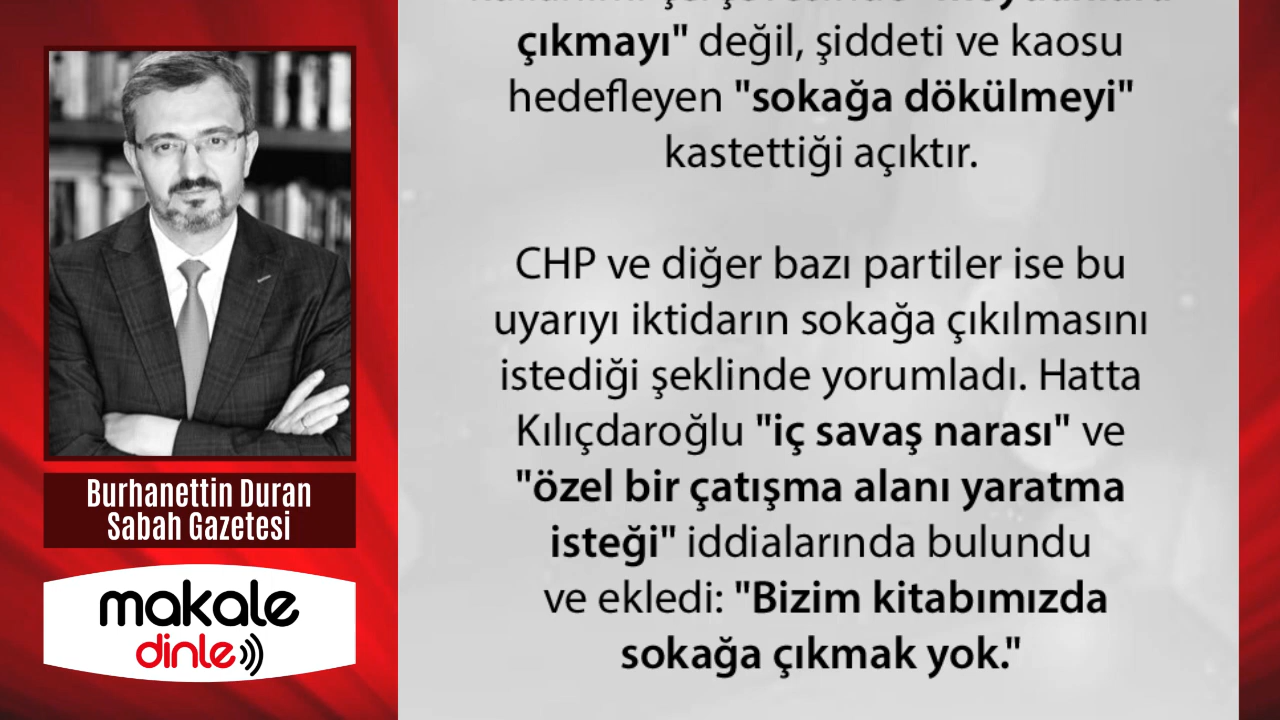 çıkmayı" değil, şiddeti ve kaosu
hedefleyen "sokağa dökülmeyi"
kastettiği açıktır.
CHP ve diğer bazı partiler ise bu
uyarıyı iktidarın sokağa çıkılmasını
istediği şeklinde yorumladı. Hatta
Kılıçdaroğlu "iç savaş narası" ve
"özel bir çatışma alanı yaratma
isteği" iddialarında bulundu
ve ekledi: "Bizim kitabımızda
sokağa çıkmak yok."
Burhanettin Duran
Sabah Gazetesi
makale
dinle